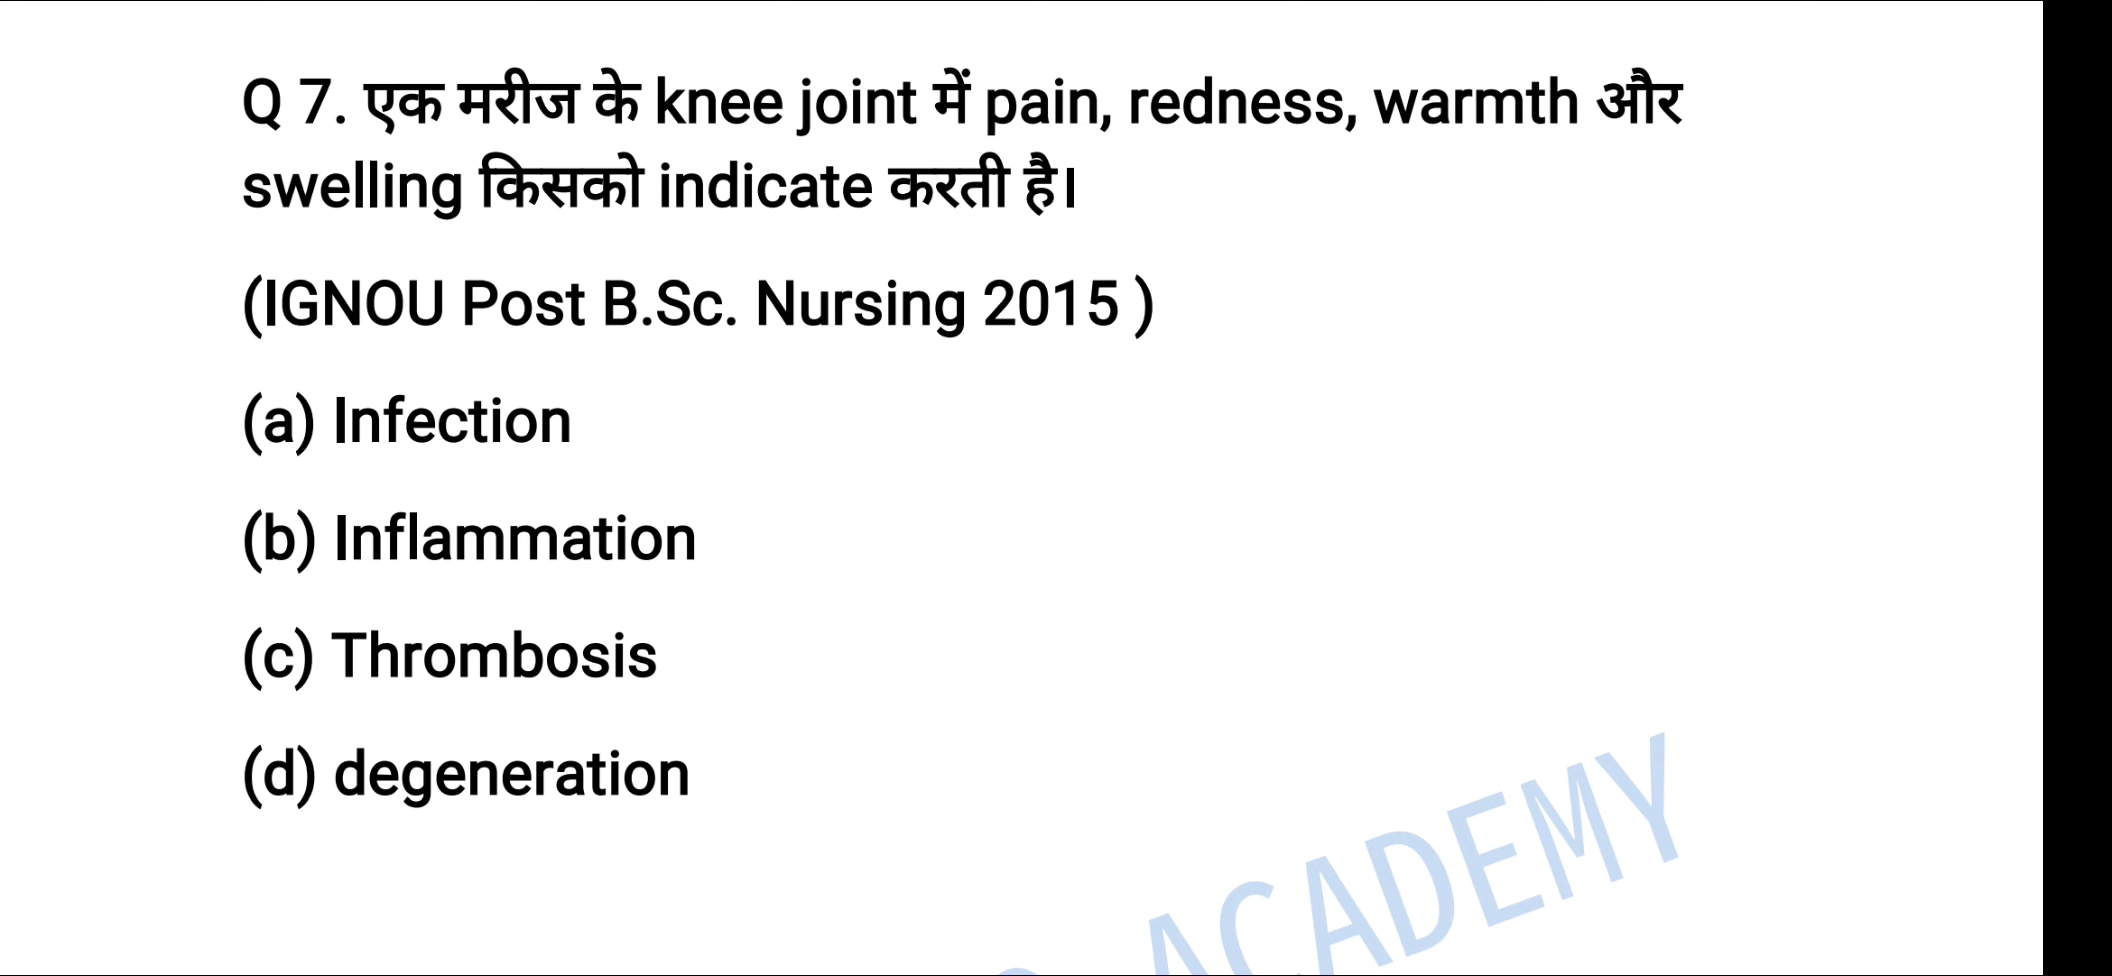 Q 7. एक मरीज के knee joint में pain, redness, warmth और
swelling किसको indicate करती है।
(IGNOU Post B.Sc. Nursing 2015 )
(a) Infection
(b) Inflammation
(c) Thrombosis
(d) degeneration
ACADEMY